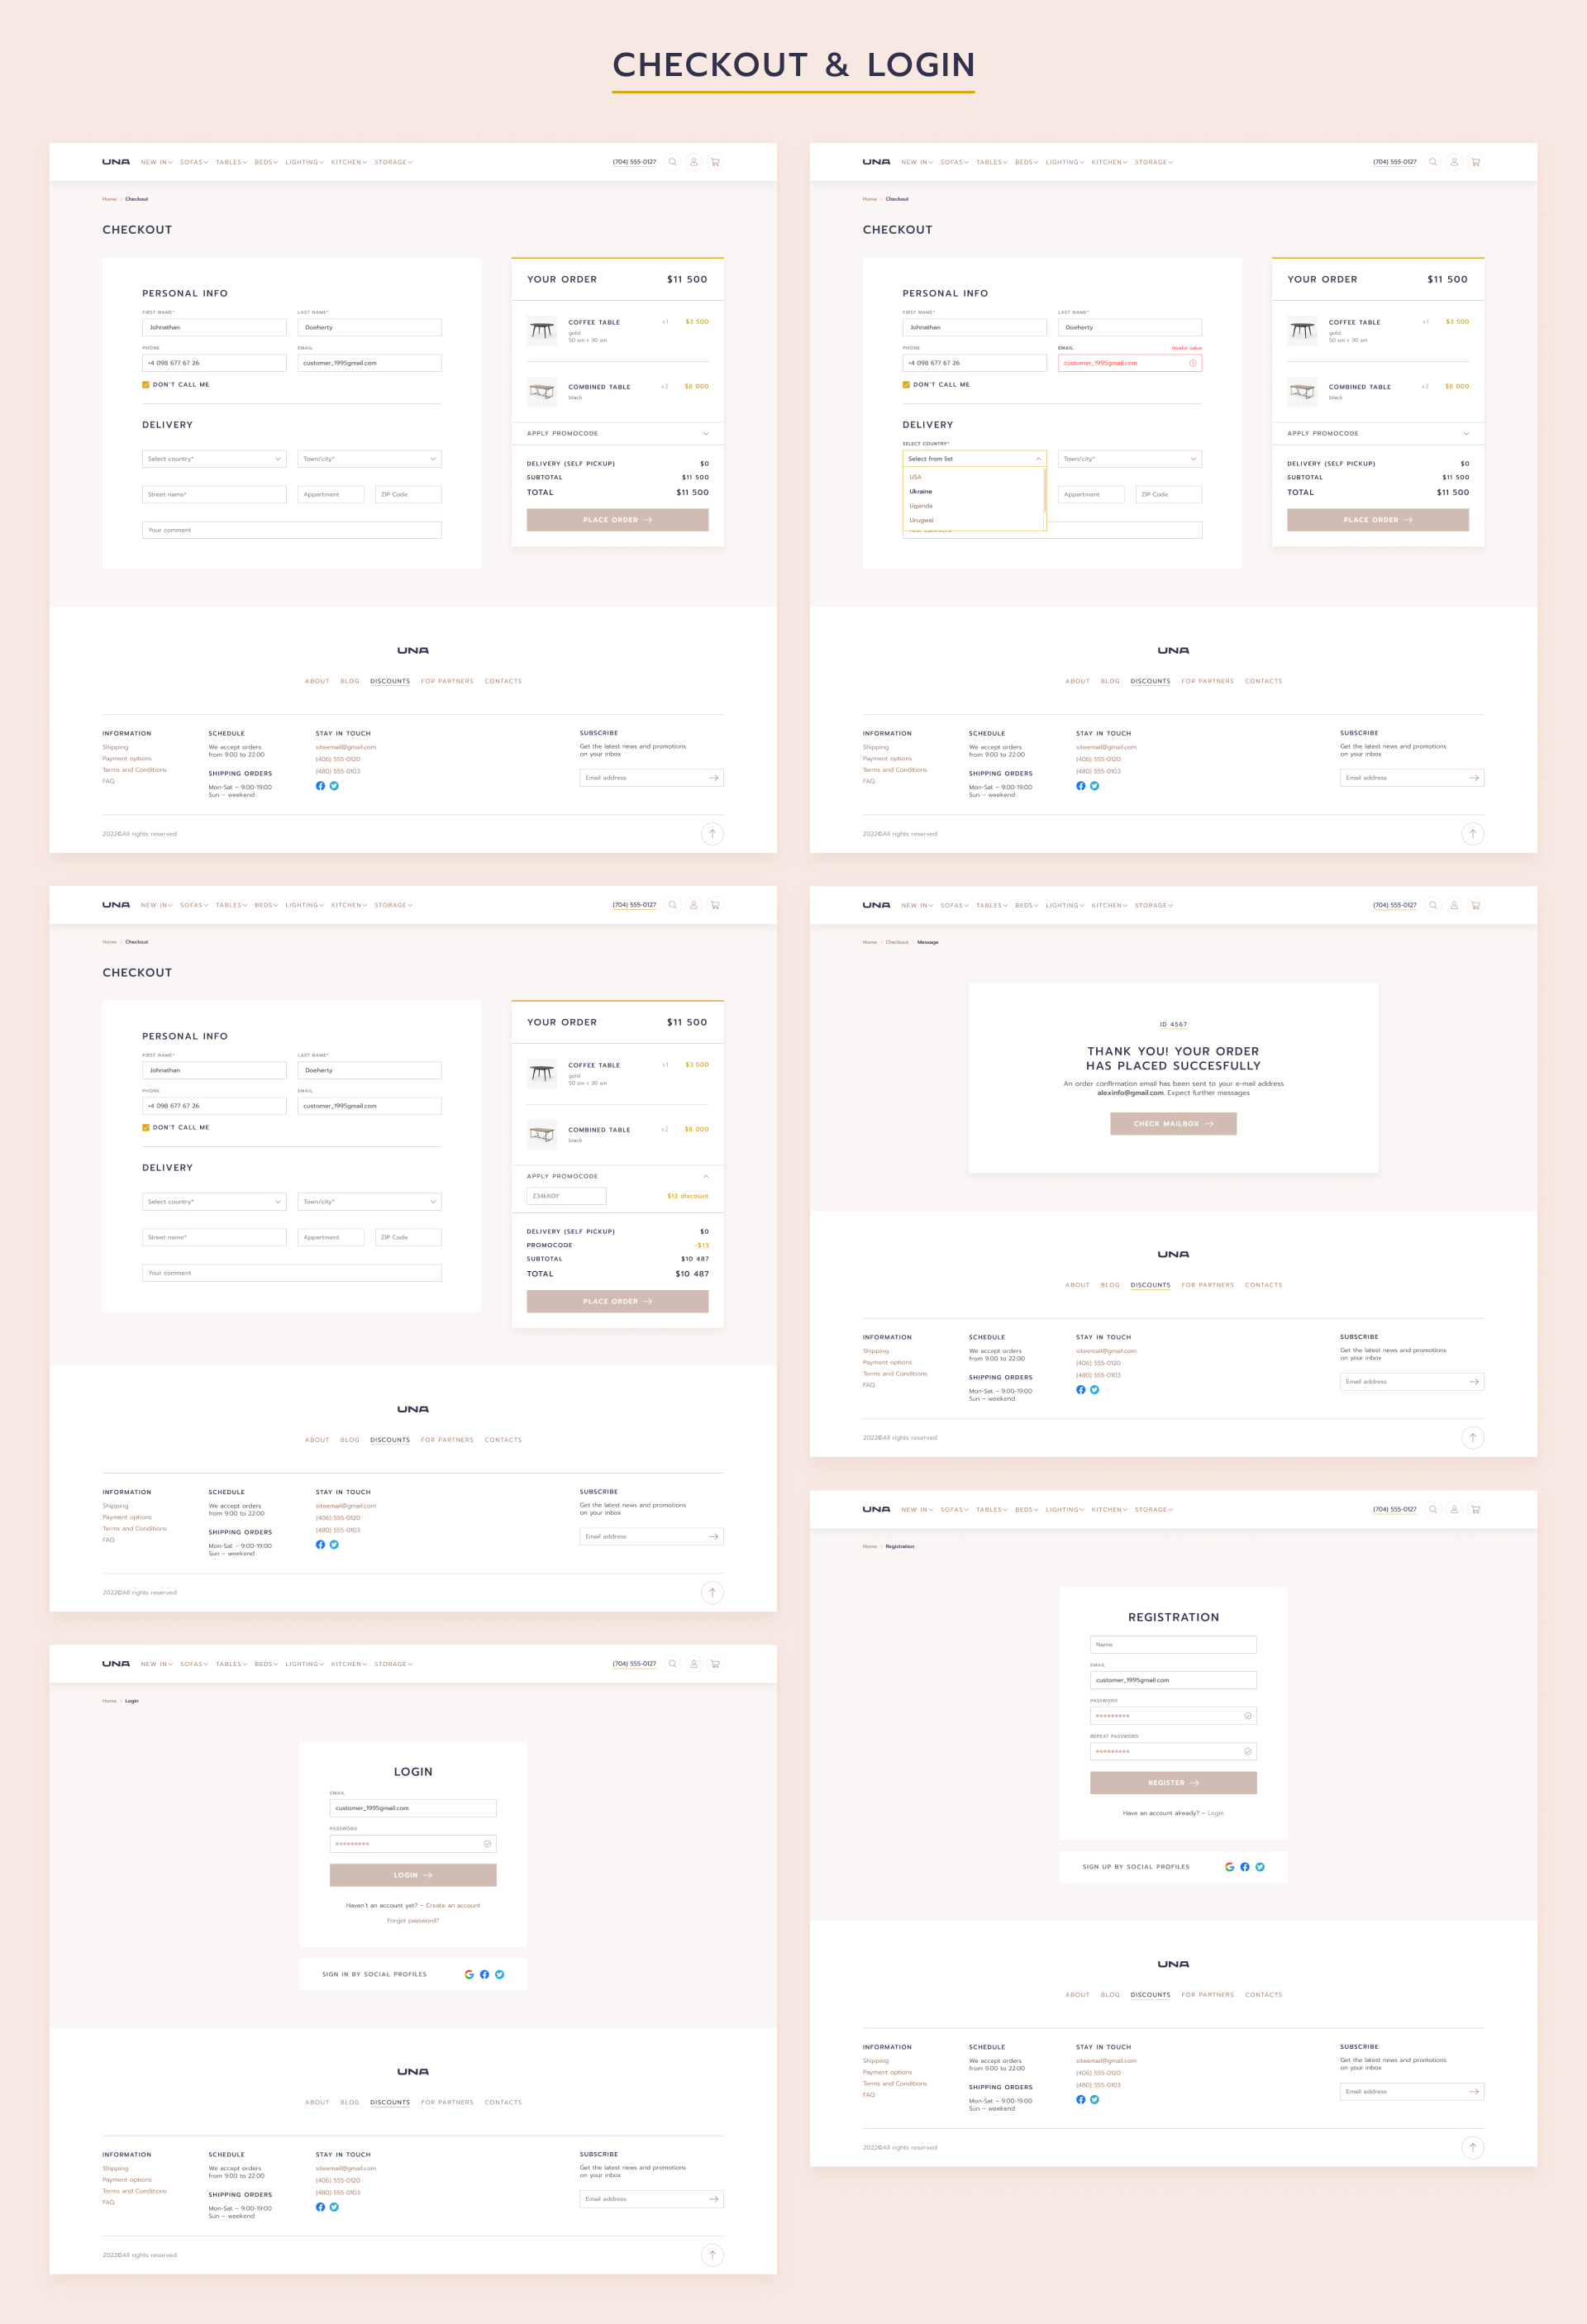 CHECKOUT & LOGIN
UNA NEW IN SOFAS TABLES BEDS LIGHTING KITCHEN STORAGE (704) 555-0127
Home Checkout
CHECKOUT
PERSONAL INFO
FIRST NAME* LAST NAME*
Johnathan Doeherty
PHONE EMAIL
+4 098 677 67 26 customer_1995gmail.com
DON'T CALL ME
DELIVERY
Select country* Town/city*
Street name* Appartment ZIP Code
Your comment
YOUR ORDER $11 500
COFFEE TABLE x1 $3 500
gold
50 sm × 30 sm
COMBINED TABLE x2 $8 000
black
APPLY PROMOCODE
DELIVERY (SELF PICKUP) $0
SUBTOTAL $11 500
TOTAL $11 500
PLACE ORDER
UNA
ABOUT BLOG DISCOUNTS FOR PARTNERS CONTACTS
INFORMATION
Shipping
Payment options
Terms and Conditions
FAQ
SCHEDULE
We accept orders
from 9:00 to 22:00
SHIPPING ORDERS
Mon-Sat – 9:00-19:00
Sun – weekend
STAY IN TOUCH
siteemail@gmail.com
(406) 555-0120
(480) 555-0103
SUBSCRIBE
Get the latest news and promotions
on your inbox
Email address
2022©All rights reserved
UNA NEW IN SOFAS TABLES BEDS LIGHTING KITCHEN STORAGE (704) 555-0127
Home Checkout
CHECKOUT
PERSONAL INFO
FIRST NAME* LAST NAME*
Johnathan Doeherty
PHONE EMAIL Invalid value
+4 098 677 67 26 customer_1995gmail.com
DON'T CALL ME
DELIVERY
SELECT COUNTRY*
Select from list Town/city*
USA
Ukraine
Uganda
Urugwai
Appartment ZIP Code
YOUR ORDER $11 500
COFFEE TABLE x1 $3 500
gold
50 sm × 30 sm
COMBINED TABLE x2 $8 000
black
APPLY PROMOCODE
DELIVERY (SELF PICKUP) $0
SUBTOTAL $11 500
TOTAL $11 500
PLACE ORDER
UNA
ABOUT BLOG DISCOUNTS FOR PARTNERS CONTACTS
INFORMATION
Shipping
Payment options
Terms and Conditions
FAQ
SCHEDULE
We accept orders
from 9:00 to 22:00
SHIPPING ORDERS
Mon-Sat – 9:00-19:00
Sun – weekend
STAY IN TOUCH
siteemail@gmail.com
(406) 555-0120
(480) 555-0103
SUBSCRIBE
Get the latest news and promotions
on your inbox
Email address
2022©All rights reserved
UNA NEW IN SOFAS TABLES BEDS LIGHTING KITCHEN STORAGE (704) 555-0127
Home Checkout
CHECKOUT
PERSONAL INFO
FIRST NAME* LAST NAME*
Johnathan Doeherty
PHONE EMAIL
+4 098 677 67 26 customer_1995gmail.com
DON'T CALL ME
DELIVERY
Select country* Town/city*
Street name* Appartment ZIP Code
Your comment
YOUR ORDER $11 500
COFFEE TABLE x1 $3 500
gold
50 sm × 30 sm
COMBINED TABLE x2 $8 000
black
APPLY PROMOCODE
Z34kKOY $13 discount
DELIVERY (SELF PICKUP) $0
PROMOCODE -$13
SUBTOTAL $10 487
TOTAL $10 487
PLACE ORDER
UNA
ABOUT BLOG DISCOUNTS FOR PARTNERS CONTACTS
INFORMATION
Shipping
Payment options
Terms and Conditions
FAQ
SCHEDULE
We accept orders
from 9:00 to 22:00
SHIPPING ORDERS
Mon-Sat – 9:00-19:00
Sun – weekend
STAY IN TOUCH
siteemail@gmail.com
(406) 555-0120
(480) 555-0103
SUBSCRIBE
Get the latest news and promotions
on your inbox
Email address
2022©All rights reserved
UNA NEW IN SOFAS TABLES BEDS LIGHTING KITCHEN STORAGE (704) 555-0127
Home Checkout Message
ID 4567
THANK YOU! YOUR ORDER
HAS PLACED SUCCESFULLY
An order confirmation email has been sent to your e-mail address
alexinfo@gmail.com. Expect further messages
CHECK MAILBOX
UNA
ABOUT BLOG DISCOUNTS FOR PARTNERS CONTACTS
INFORMATION
Shipping
Payment options
Terms and Conditions
FAQ
SCHEDULE
We accept orders
from 9:00 to 22:00
SHIPPING ORDERS
Mon-Sat – 9:00-19:00
Sun – weekend
STAY IN TOUCH
siteemail@gmail.com
(406) 555-0120
(480) 555-0103
SUBSCRIBE
Get the latest news and promotions
on your inbox
Email address
2022©All rights reserved
UNA NEW IN SOFAS TABLES BEDS LIGHTING KITCHEN STORAGE (704) 555-0127
Home Login
LOGIN
EMAIL
customer_1995gmail.com
PASSWORD
*********
LOGIN
Haven't an account yet? – Create an account
Forgot password?
SIGN IN BY SOCIAL PROFILES
UNA
ABOUT BLOG DISCOUNTS FOR PARTNERS CONTACTS
INFORMATION
Shipping
Payment options
Terms and Conditions
FAQ
SCHEDULE
We accept orders
from 9:00 to 22:00
SHIPPING ORDERS
Mon-Sat – 9:00-19:00
Sun – weekend
STAY IN TOUCH
siteemail@gmail.com
(406) 555-0120
(480) 555-0103
SUBSCRIBE
Get the latest news and promotions
on your inbox
Email address
2022©All rights reserved
UNA NEW IN SOFAS TABLES BEDS LIGHTING KITCHEN STORAGE (704) 555-0127
Home Registration
REGISTRATION
Name
EMAIL
customer_1995gmail.com
PASSWORD
*********
REPEAT PASSWORD
*********
REGISTER
Have an account already? – Login
SIGN UP BY SOCIAL PROFILES
UNA
ABOUT BLOG DISCOUNTS FOR PARTNERS CONTACTS
INFORMATION
Shipping
Payment options
Terms and Conditions
FAQ
SCHEDULE
We accept orders
from 9:00 to 22:00
SHIPPING ORDERS
Mon-Sat – 9:00-19:00
Sun – weekend
STAY IN TOUCH
siteemail@gmail.com
(406) 555-0120
(480) 555-0103
SUBSCRIBE
Get the latest news and promotions
on your inbox
Email address
2022©All rights reserved